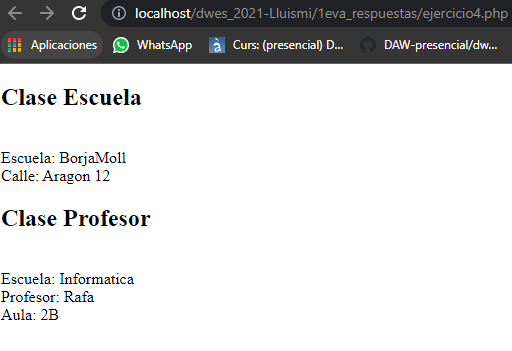 localhost/dwes_2021-Lluismi/1eva_respuestas/ejercicio4.php
Aplicaciones WhatsApp Curs: (presencial) D... DAW-presencial/dw...
Clase Escuela
Escuela: BorjaMoll
Calle: Aragon 12
Clase Profesor
Escuela: Informatica
Profesor: Rafa
Aula: 2B